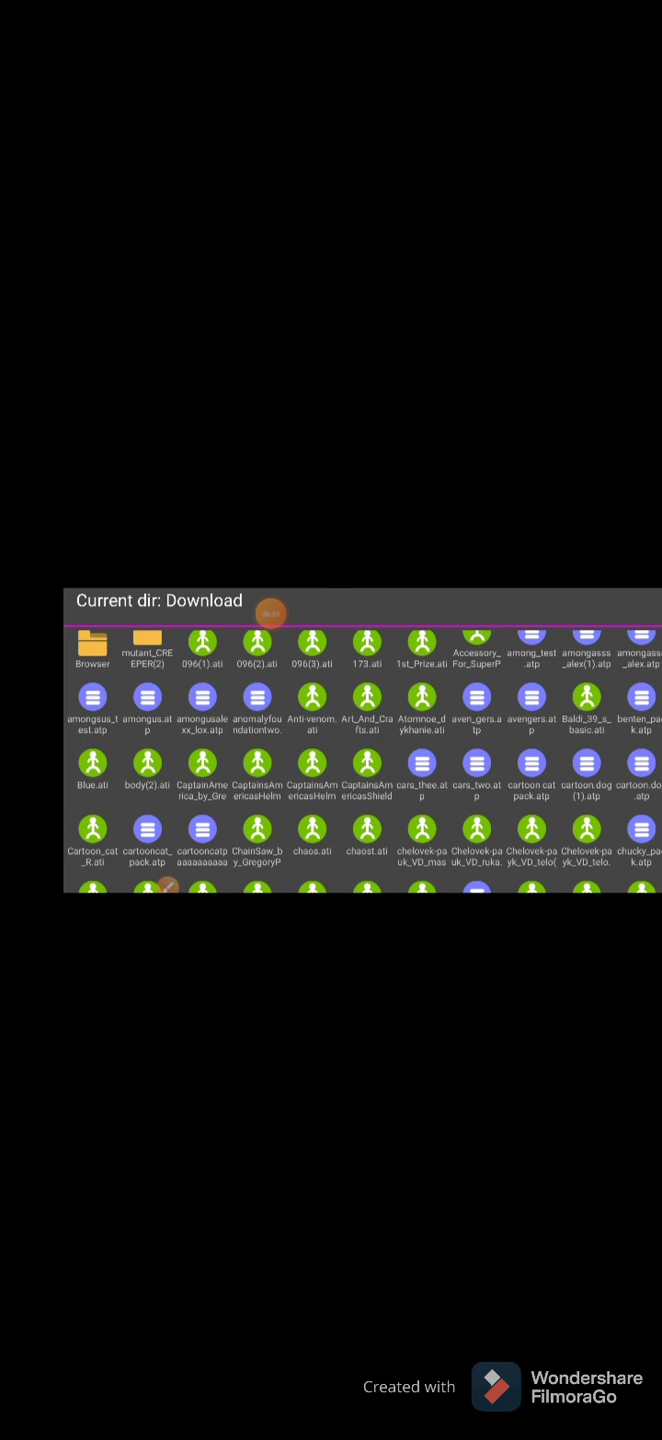 Current dir: Download
Browser
mutant_CRE
EPER(2)
096(1).ati
096(2).ati
096(3).ati
173.ati
1st_Prize.ati
Accessory_
For_SuperP
among_test
.atp
amongasss
_alex(1).atp
amongass
_alex.atp
amongsus_t
est.atp
amongus.at
p
amongusale
xx_lox.atp
anomalyfou
ndationtwo.
Anti-venom.
ati
Art_And_Cra
fts.ati
Atomnoe_d
ykhanie.ati
aven_gers.a
tp
avengers.at
p
Baldi_39_s_
basic.ati
benten_pa
k.atp
Blue.ati
body(2).ati
CaptainAme
rica_by_Gre
CaptainsAm
ericasHelm
CaptainsAm
ericasHelm
CaptainsAm
ericasShield
cars_thee.at
p
cars_two.at
p
cartoon cat
pack.atp
cartoon.dog
(1).atp
cartoon.do
.atp
Cartoon_cat
_R.ati
cartooncat_
pack.atp
cartooncatp
aaaaaaaaaa
ChainSaw_b
y_GregoryP
chaos.ati
chaost.ati
chelovek-pa
uk_VD_mas
Chelovek-pa
uk_VD_ruka.
Chelovek-pa
yk_VD_telo(
Chelovek-pa
yk_VD_telo.
chucky_pa
k.atp
Created with
Wondershare
FilmoraGo